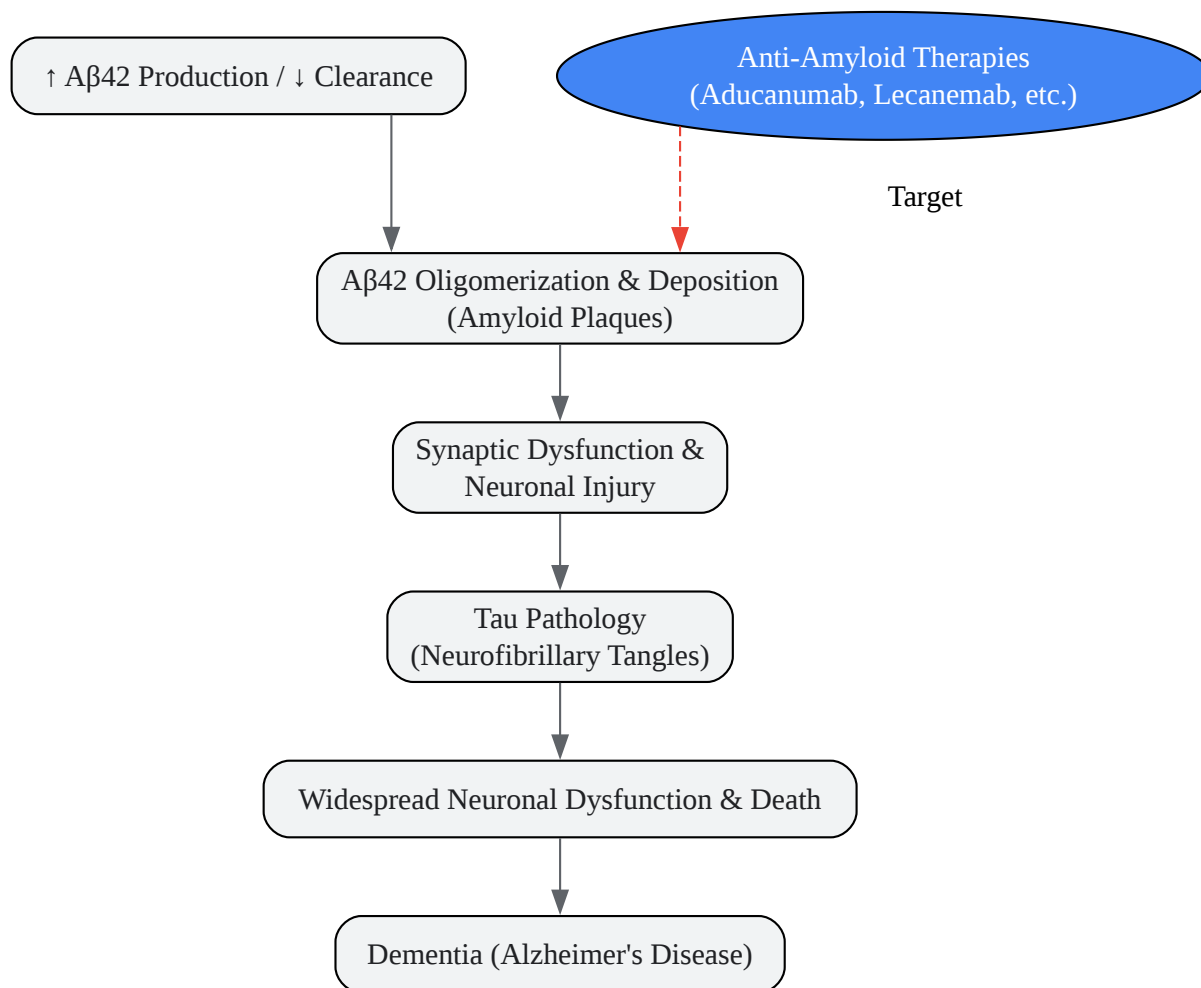 ↑ Aβ42 Production / ↓ Clearance
Anti-Amyloid Therapies
(Aducanumab, Lecanemab, etc.)
Target
Aβ42 Oligomerization & Deposition
(Amyloid Plaques)
Synaptic Dysfunction &
Neuronal Injury
Tau Pathology
(Neurofibrillary Tangles)
Widespread Neuronal Dysfunction & Death
Dementia (Alzheimer's Disease)